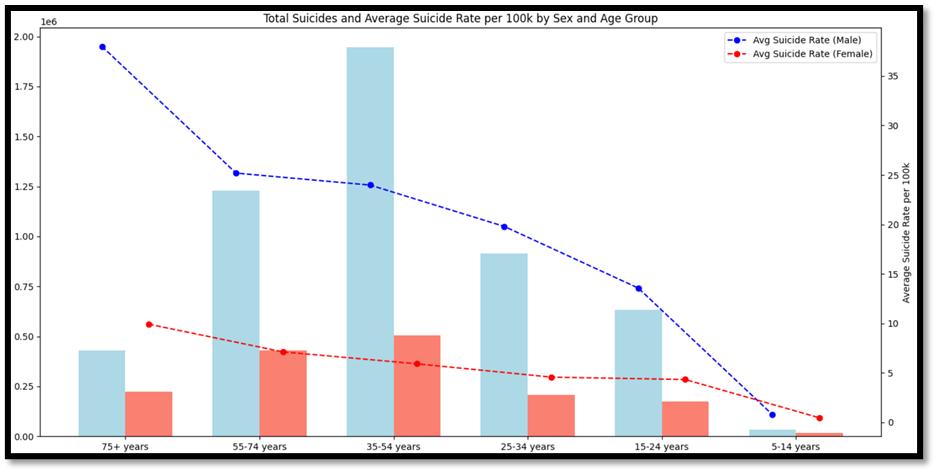 Total Suicides and Average Suicide Rate per 100k by Sex and Age Group
1e6
Avg Suicide Rate (Male)
Avg Suicide Rate (Female)
2.00
1.75
1.50
1.25
1.00
0.75
0.50
0.25
0.00
35
30
25
20
15
10
5
0
Average Suicide Rate per 100k
75+ years 55-74 years 35-54 years 25-34 years 15-24 years 5-14 years